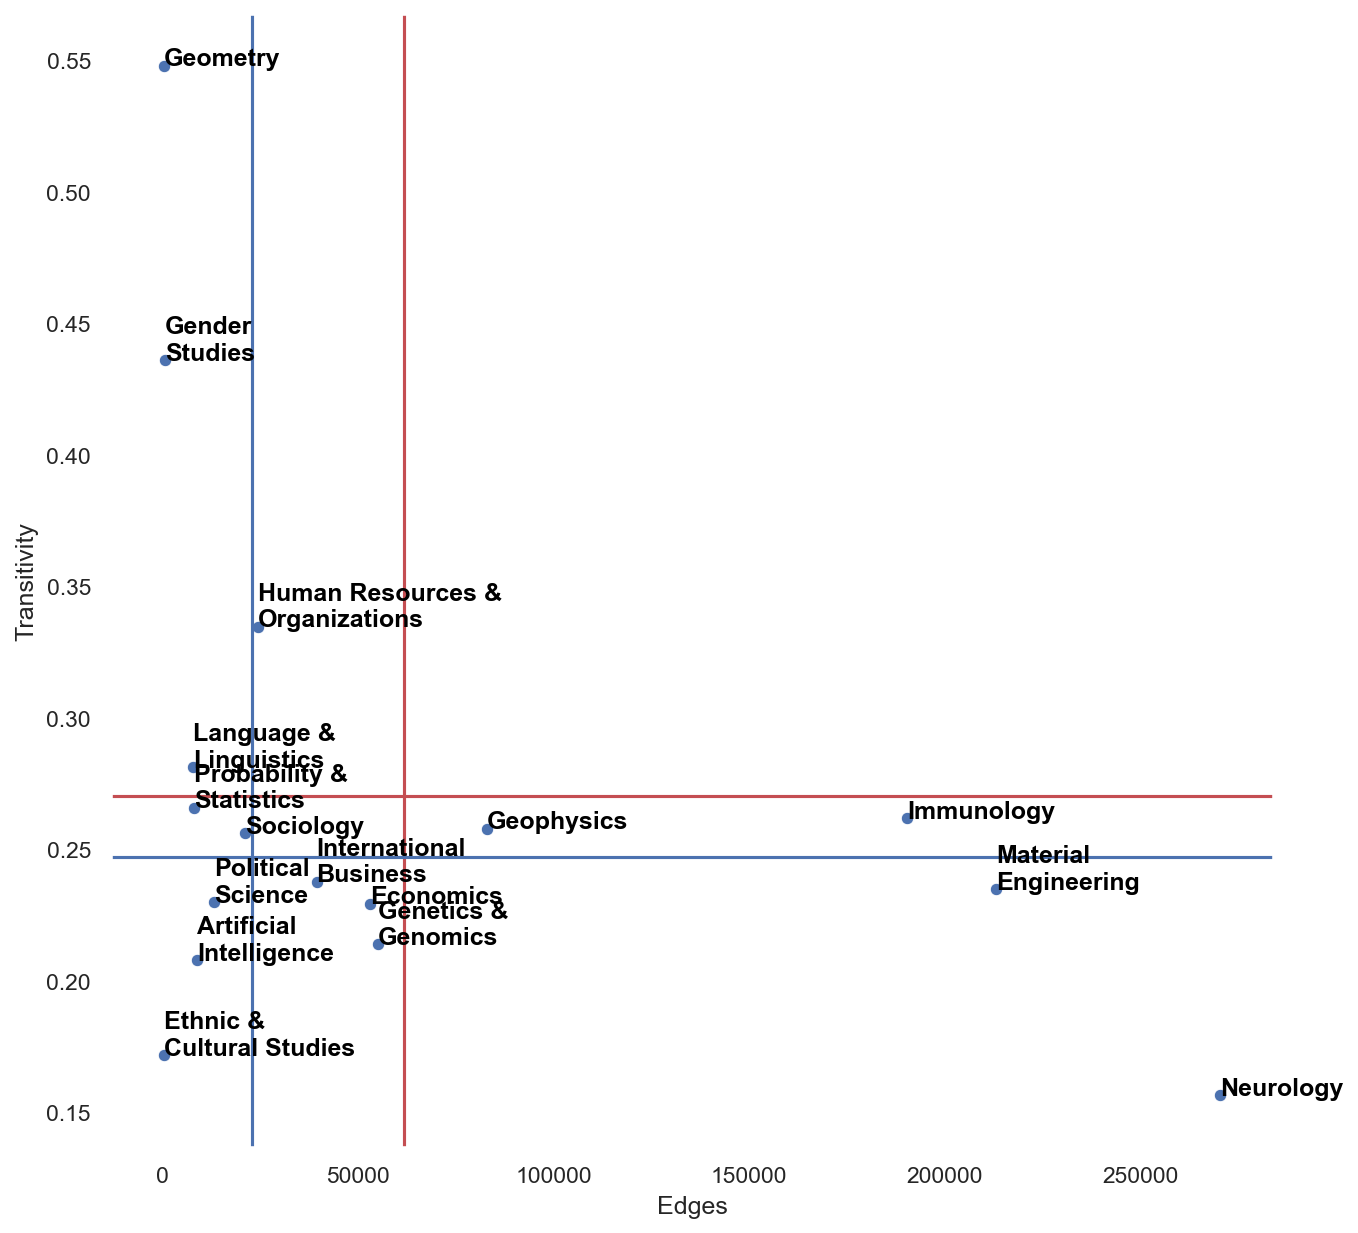 0.55
0.50
0.45
0.40
0.35
0.30
0.25
0.20
0.15
Transitivity
Geometry
Gender
Studies
Human Resources &
Organizations
Language &
Linguistics
Probability &
Statistics
Sociology
Geophysics
Immunology
International
Business
Material
Engineering
Political
Science
Economics
Genetics &
Genomics
Artificial
Intelligence
Ethnic &
Cultural Studies
Neurology
0
50000
100000
150000
200000
250000
Edges